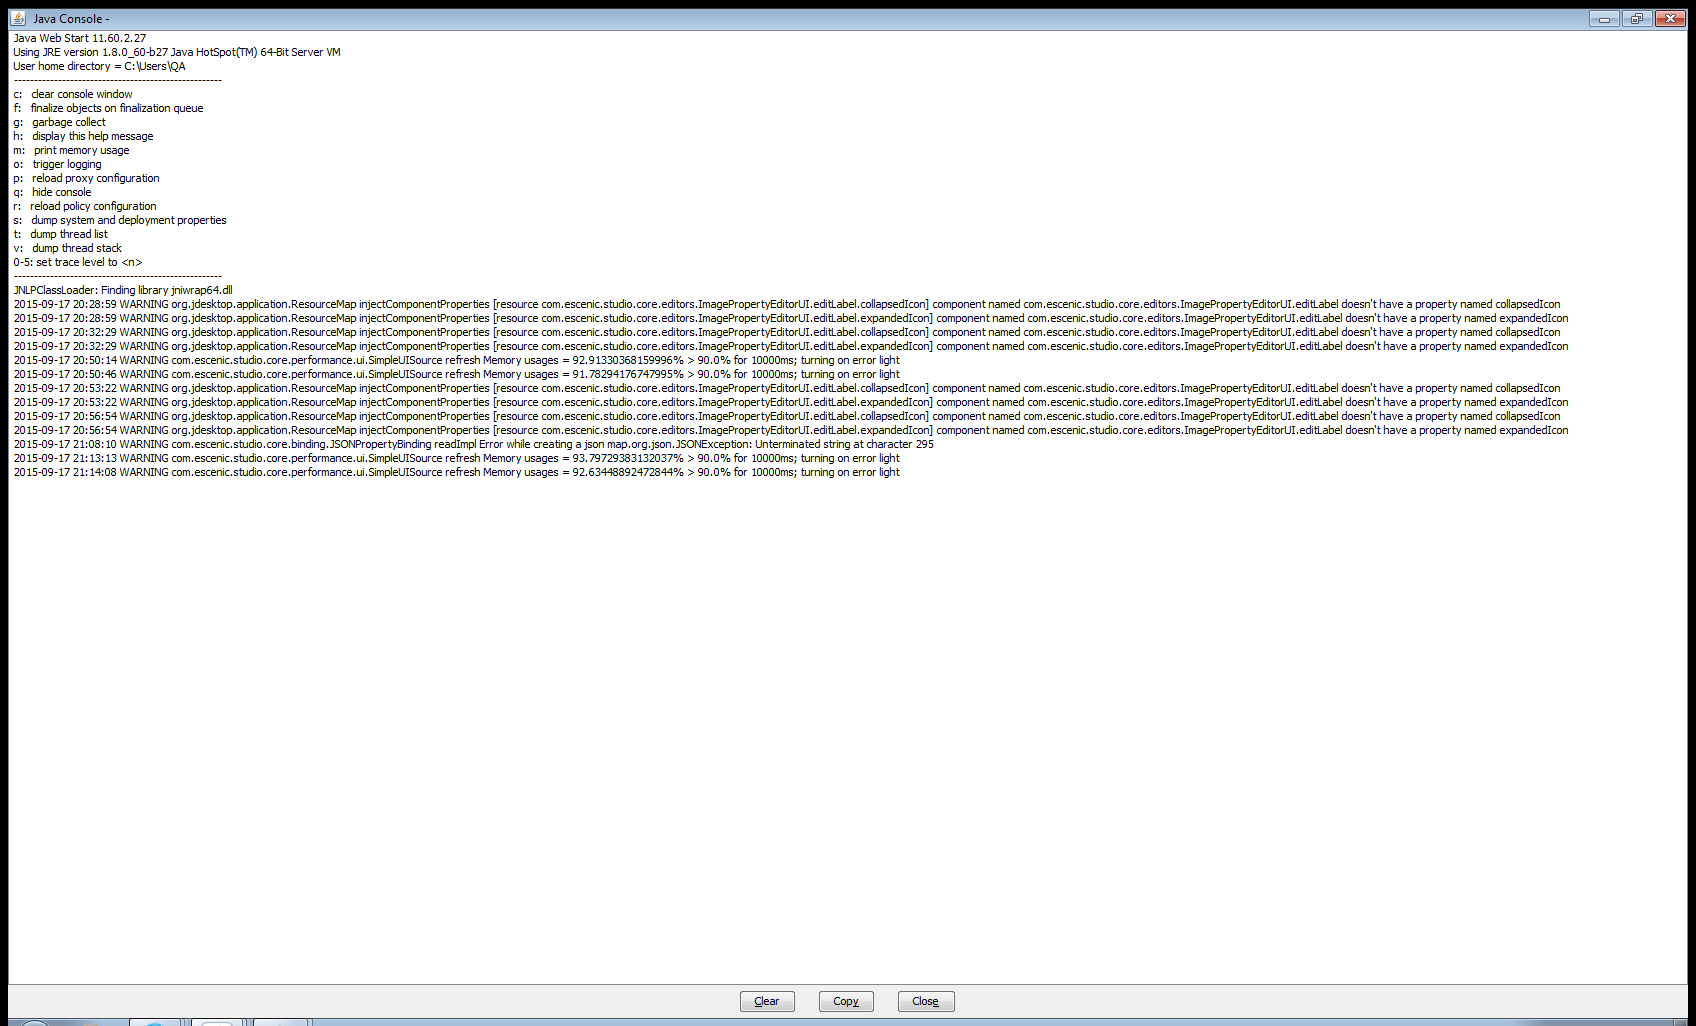 Java Console -
Java Web Start 11.60.2.27
Using JRE version 1.8.0_60-b27 Java HotSpot(TM) 64-Bit Server VM
User home directory = C:\Users\QA
----------------------------------------------------
c:   clear console window
f:   finalize objects on finalization queue
g:   garbage collect
h:   display this help message
m:   print memory usage
o:   trigger logging
p:   reload proxy configuration
q:   hide console
r:   reload policy configuration
s:   dump system and deployment properties
t:   dump thread list
v:   dump thread stack
0-5: set trace level to <n>
----------------------------------------------------
JNLPClassLoader: Finding library jniwrap64.dll
2015-09-17 20:28:59 WARNING org.jdesktop.application.ResourceMap injectComponentProperties [resource com.escenic.studio.core.editors.ImagePropertyEditorUI.editLabel.collapsedIcon] component named com.escenic.studio.core.editors.ImagePropertyEditorUI.editLabel doesn't have a property named collapsedIcon
2015-09-17 20:28:59 WARNING org.jdesktop.application.ResourceMap injectComponentProperties [resource com.escenic.studio.core.editors.ImagePropertyEditorUI.editLabel.expandedIcon] component named com.escenic.studio.core.editors.ImagePropertyEditorUI.editLabel doesn't have a property named expandedIcon
2015-09-17 20:32:29 WARNING org.jdesktop.application.ResourceMap injectComponentProperties [resource com.escenic.studio.core.editors.ImagePropertyEditorUI.editLabel.collapsedIcon] component named com.escenic.studio.core.editors.ImagePropertyEditorUI.editLabel doesn't have a property named collapsedIcon
2015-09-17 20:32:29 WARNING org.jdesktop.application.ResourceMap injectComponentProperties [resource com.escenic.studio.core.editors.ImagePropertyEditorUI.editLabel.expandedIcon] component named com.escenic.studio.core.editors.ImagePropertyEditorUI.editLabel doesn't have a property named expandedIcon
2015-09-17 20:50:14 WARNING com.escenic.studio.core.performance.ui.SimpleUISource refresh Memory usages = 92.91330368159996% > 90.0% for 10000ms; turning on error light
2015-09-17 20:50:46 WARNING com.escenic.studio.core.performance.ui.SimpleUISource refresh Memory usages = 91.78294176747995% > 90.0% for 10000ms; turning on error light
2015-09-17 20:53:22 WARNING org.jdesktop.application.ResourceMap injectComponentProperties [resource com.escenic.studio.core.editors.ImagePropertyEditorUI.editLabel.collapsedIcon] component named com.escenic.studio.core.editors.ImagePropertyEditorUI.editLabel doesn't have a property named collapsedIcon
2015-09-17 20:53:22 WARNING org.jdesktop.application.ResourceMap injectComponentProperties [resource com.escenic.studio.core.editors.ImagePropertyEditorUI.editLabel.expandedIcon] component named com.escenic.studio.core.editors.ImagePropertyEditorUI.editLabel doesn't have a property named expandedIcon
2015-09-17 20:56:54 WARNING org.jdesktop.application.ResourceMap injectComponentProperties [resource com.escenic.studio.core.editors.ImagePropertyEditorUI.editLabel.collapsedIcon] component named com.escenic.studio.core.editors.ImagePropertyEditorUI.editLabel doesn't have a property named collapsedIcon
2015-09-17 20:56:54 WARNING org.jdesktop.application.ResourceMap injectComponentProperties [resource com.escenic.studio.core.editors.ImagePropertyEditorUI.editLabel.expandedIcon] component named com.escenic.studio.core.editors.ImagePropertyEditorUI.editLabel doesn't have a property named expandedIcon
2015-09-17 21:08:10 WARNING com.escenic.studio.core.binding.JSONPropertyBinding readImpl Error while creating a json map.org.json.JSONException: Unterminated string at character 295
2015-09-17 21:13:13 WARNING com.escenic.studio.core.performance.ui.SimpleUISource refresh Memory usages = 93.79729383132037% > 90.0% for 10000ms; turning on error light
2015-09-17 21:14:08 WARNING com.escenic.studio.core.performance.ui.SimpleUISource refresh Memory usages = 92.63448892472844% > 90.0% for 10000ms; turning on error light
Clear Copy Close